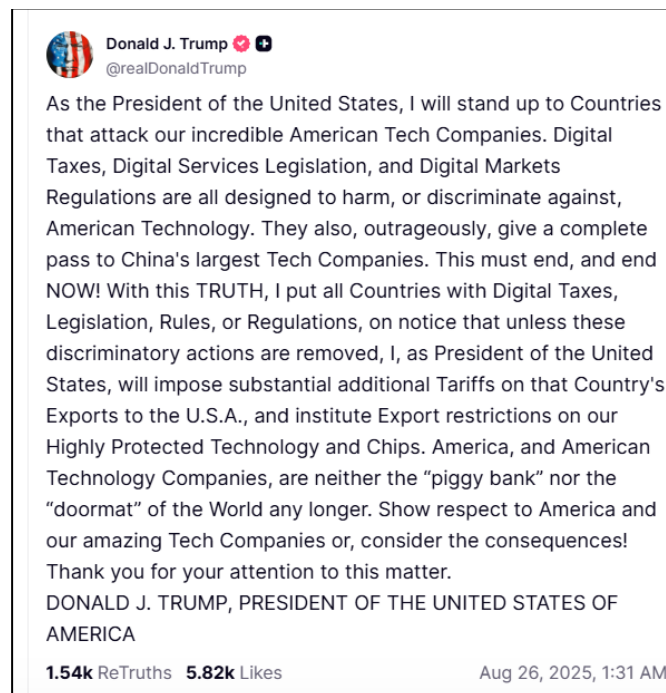 Donald J. Trump
@realDonaldTrump
As the President of the United States, I will stand up to Countries
that attack our incredible American Tech Companies. Digital
Taxes, Digital Services Legislation, and Digital Markets
Regulations are all designed to harm, or discriminate against,
American Technology. They also, outrageously, give a complete
pass to China's largest Tech Companies. This must end, and end
NOW! With this TRUTH, I put all Countries with Digital Taxes,
Legislation, Rules, or Regulations, on notice that unless these
discriminatory actions are removed, I, as President of the United
States, will impose substantial additional Tariffs on that Country's
Exports to the U.S.A., and institute Export restrictions on our
Highly Protected Technology and Chips. America, and American
Technology Companies, are neither the “piggy bank” nor the
“doormat” of the World any longer. Show respect to America and
our amazing Tech Companies or, consider the consequences!
Thank you for your attention to this matter.
DONALD J. TRUMP, PRESIDENT OF THE UNITED STATES OF
AMERICA
1.54k ReTruths 5.82k Likes Aug 26, 2025, 1:31 AM